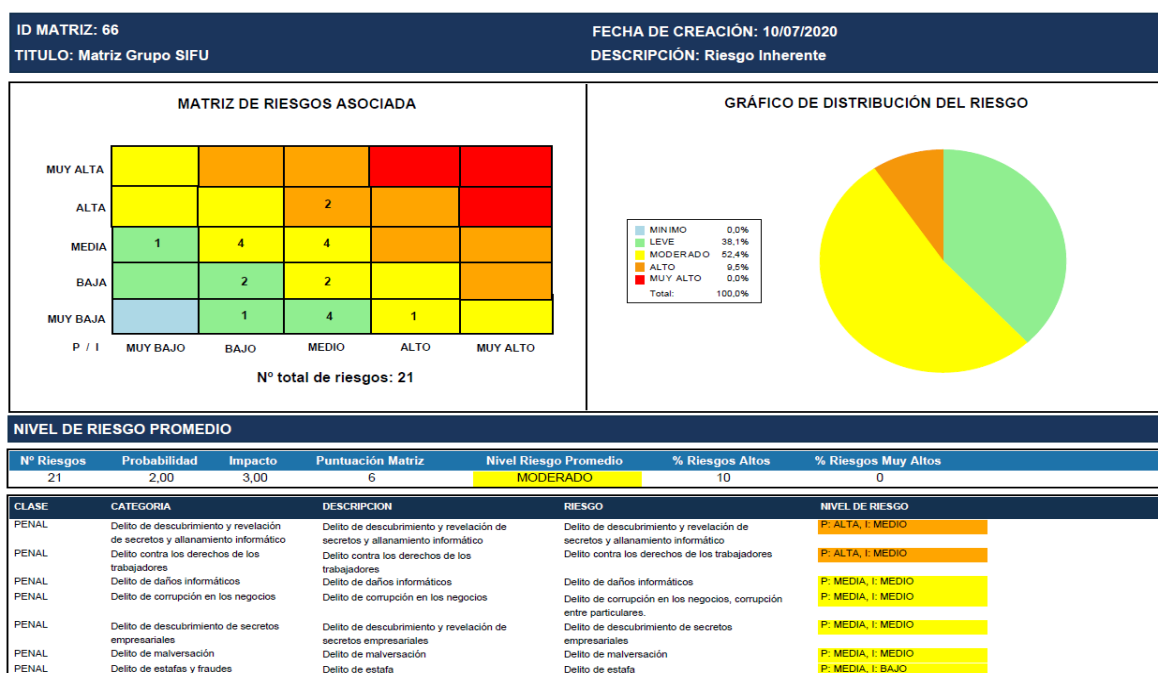 ID MATRIZ: 66
FECHA DE CREACIÓN: 10/07/2020
TITULO: Matriz Grupo SIFU
DESCRIPCIÓN: Riesgo Inherente
MATRIZ DE RIESGOS ASOCIADA
MUY ALTA
ALTA 2
MEDIA 1 4 4
BAJA 2 2
MUY BAJA 1 4 1
P / I MUY BAJO BAJO MEDIO ALTO MUY ALTO
Nº total de riesgos: 21
GRÁFICO DE DISTRIBUCIÓN DEL RIESGO
MINIMO 0,0%
LEVE 38,1%
MODERADO 52,4%
ALTO 9,5%
MUY ALTO 0,0%
Total: 100,0%
NIVEL DE RIESGO PROMEDIO
Nº Riesgos Probabilidad Impacto Puntuación Matriz Nivel Riesgo Promedio % Riesgos Altos % Riesgos Muy Altos
21 2,00 3,00 6 MODERADO 10 0
CLASE CATEGORIA DESCRIPCION RIESGO NIVEL DE RIESGO
PENAL
Delito de descubrimiento y revelación
de secretos y allanamiento informático
Delito de descubrimiento y revelación de
secretos y allanamiento informático
Delito de descubrimiento y revelación de
secretos y allanamiento informático
P: ALTA, I: MEDIO
PENAL
Delito contra los derechos de los
trabajadores
Delito contra los derechos de los
trabajadores
Delito contra los derechos de los trabajadores
P: ALTA, I: MEDIO
PENAL
Delito de daños informáticos
Delito de daños informáticos
Delito de daños informáticos
P: MEDIA, I: MEDIO
PENAL
Delito de corrupción en los negocios
Delito de corrupción en los negocios
Delito de corrupción en los negocios, corrupción
entre particulares.
P: MEDIA, I: MEDIO
PENAL
Delito de descubrimiento de secretos
empresariales
Delito de descubrimiento y revelación de
secretos empresariales
Delito de descubrimiento de secretos
empresariales
P: MEDIA, I: MEDIO
PENAL
Delito de malversación
Delito de malversación
Delito de malversación
P: MEDIA, I: MEDIO
PENAL
Delito de estafas y fraudes
Delito de estafa
Delito de estafa
P: MEDIA, I: BAJO